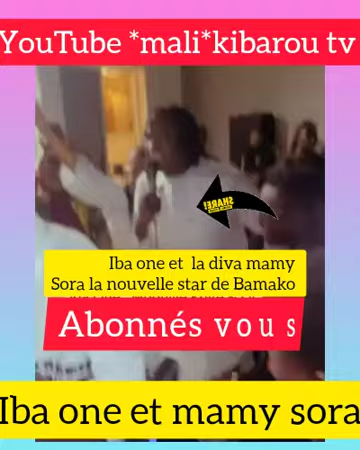 YouTube *mali*kibarou tv
SHARE!
Iba one et la diva mamy
Sora la nouvelle star de Bamako
Abonnés vous
Iba one et mamy sora